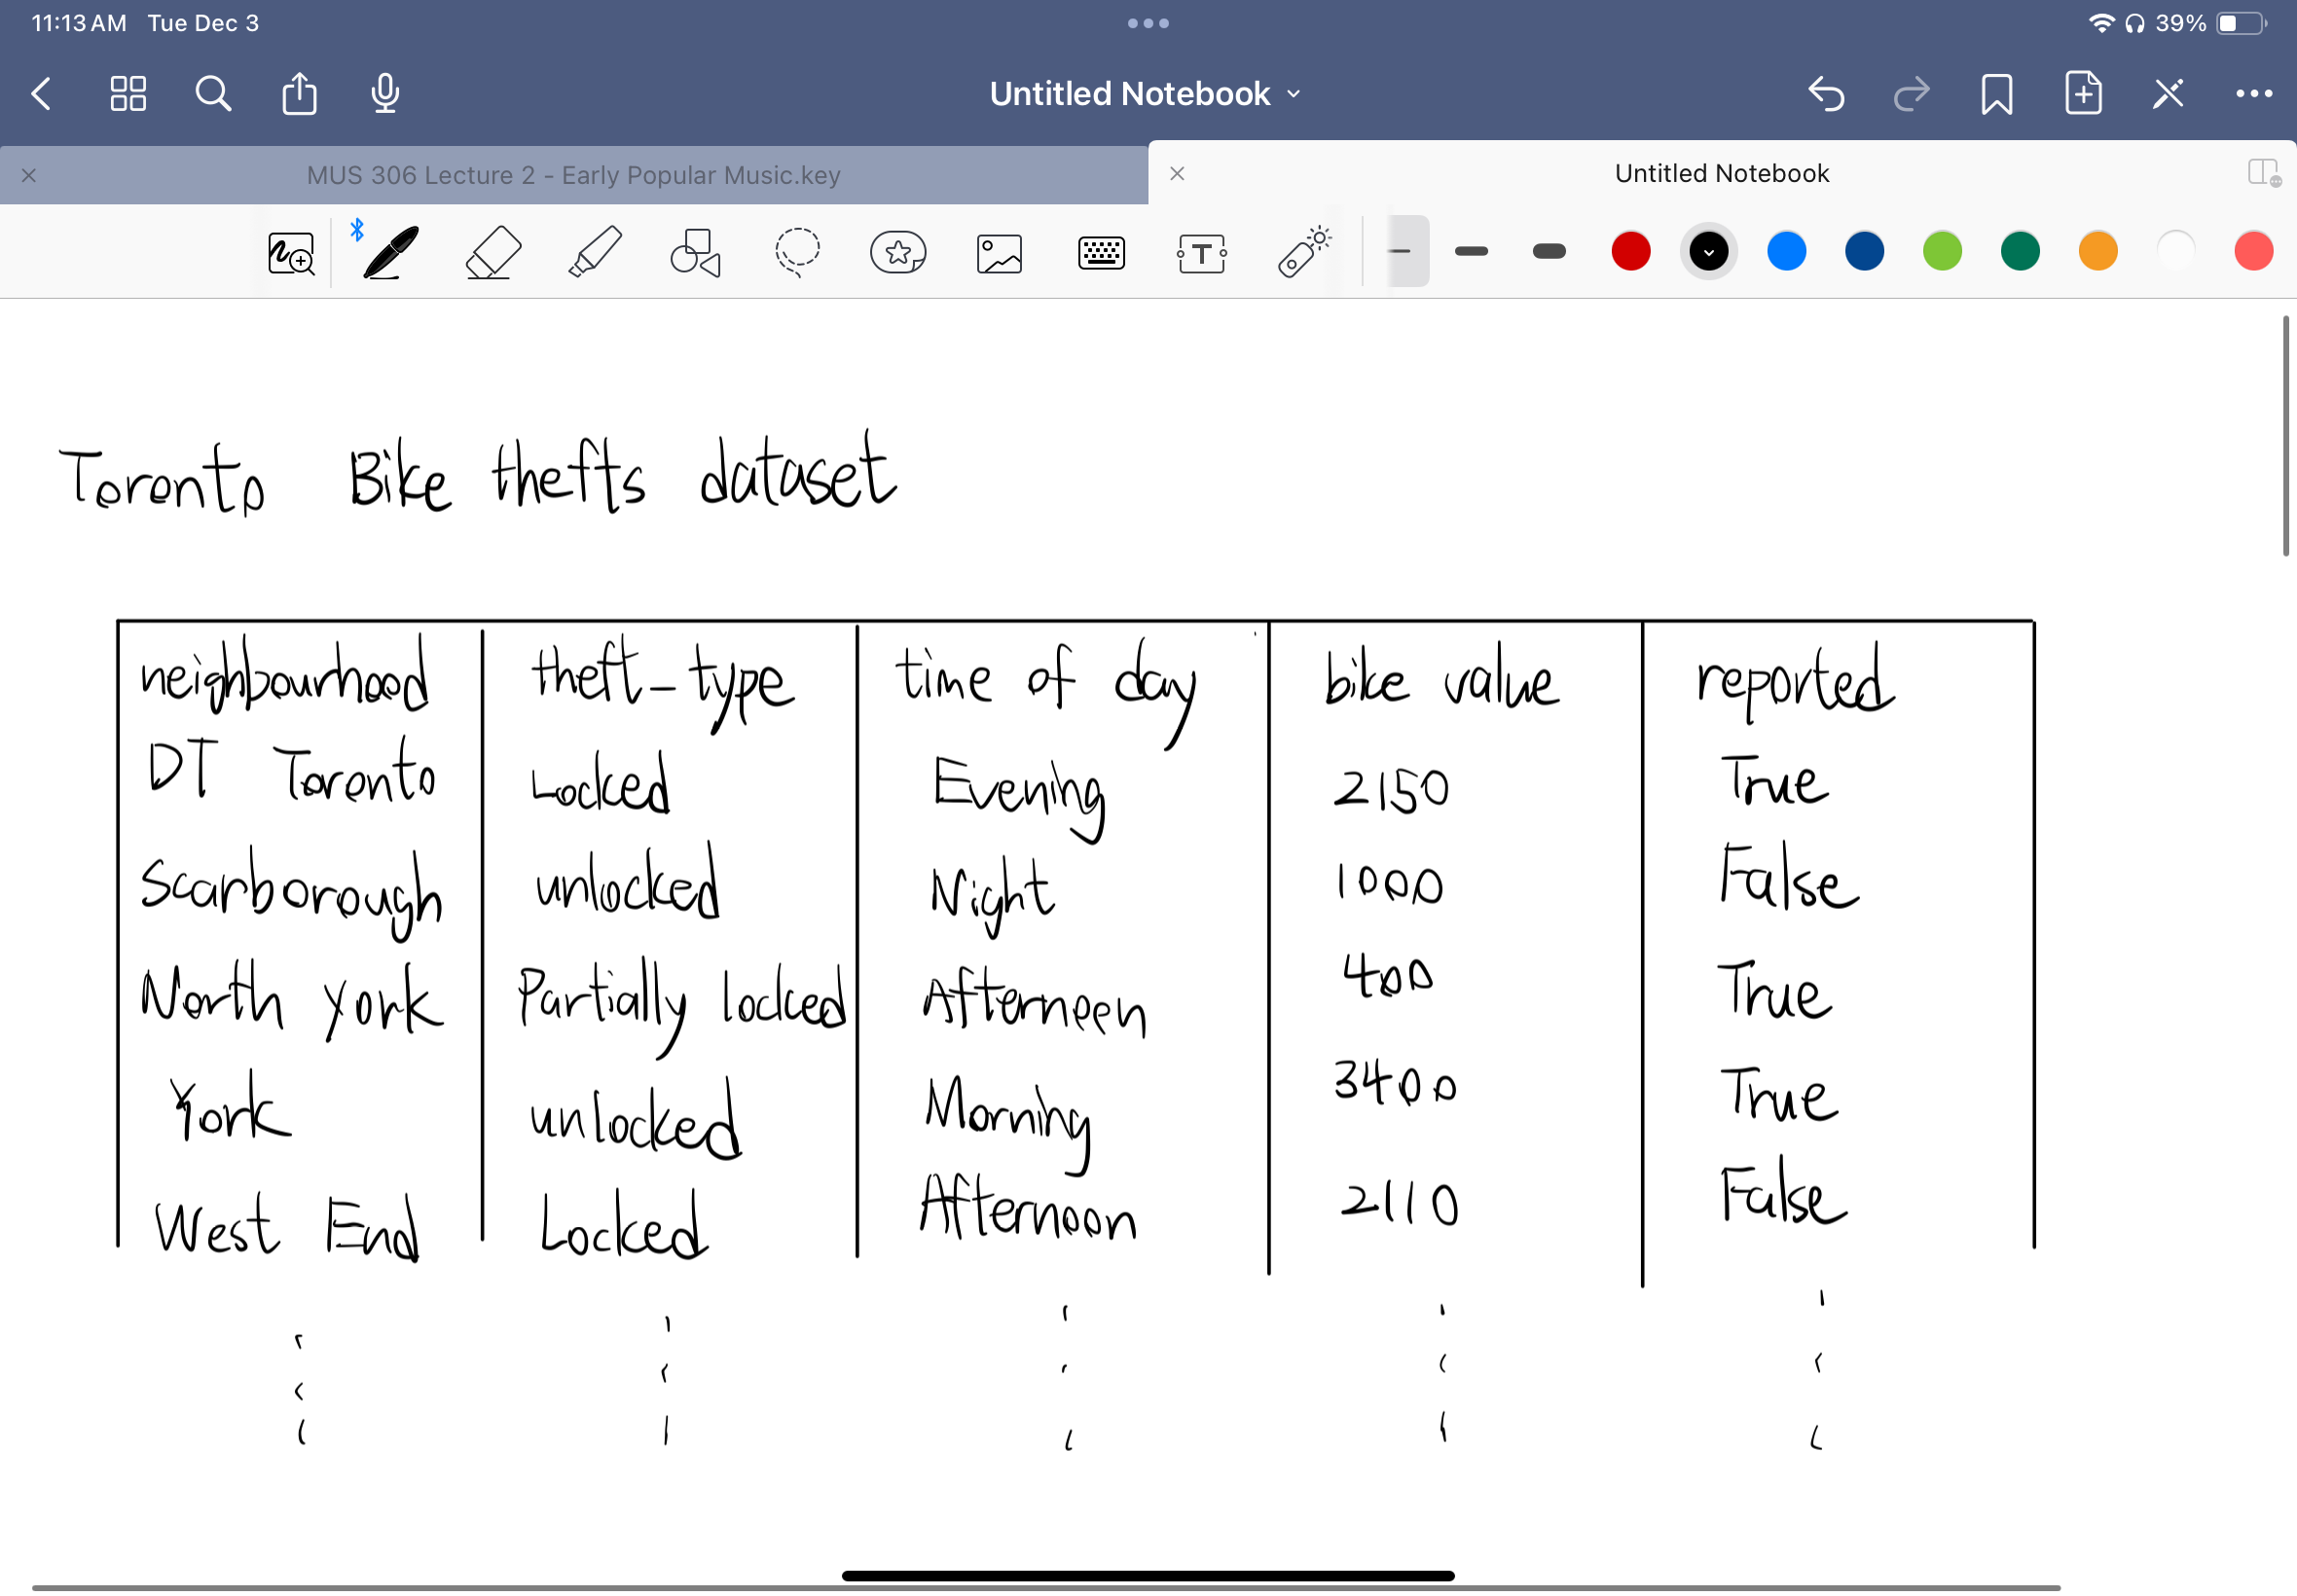 11:13 AM Tue Dec 3 39%
Untitled Notebook
MUS 306 Lecture 2 - Early Popular Music.key Untitled Notebook
T
Toronto Bike thefts dataset
neighbourhood theft_type time of day bike value reported
DT Toronto Locked Evening 2150 True
Scarborough unlocked Night 1000 False
North york Partially Locked Afternoon 400 True
York unlocked Morning 3400 True
West End Locked Afternoon 2110 False